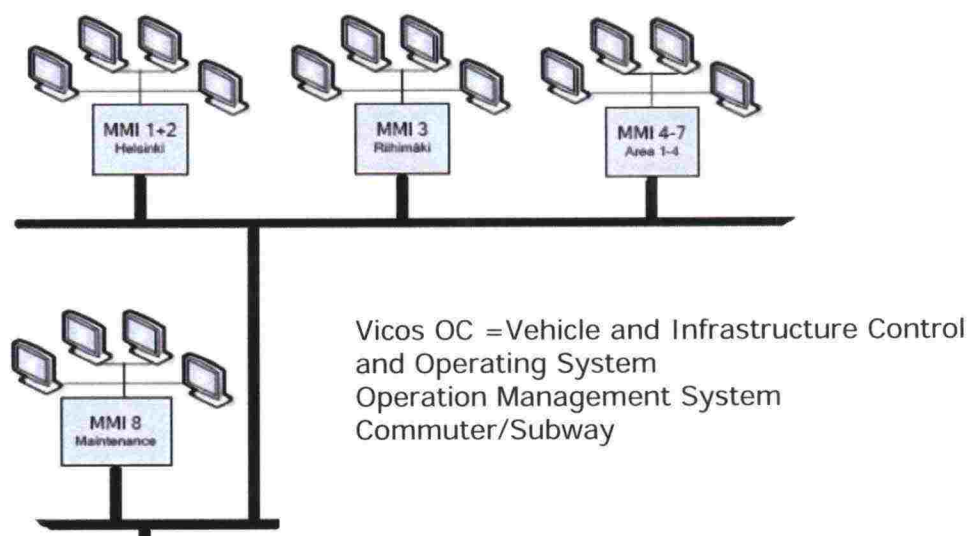 MMI 1+2
Helsinki
MMI 3
Riihimäki
MMI 4-7
Area 1-4
MMI 8
Maintenance
Vicos OC =Vehicle and Infrastructure Control
and Operating System
Operation Management System
Commuter/Subway